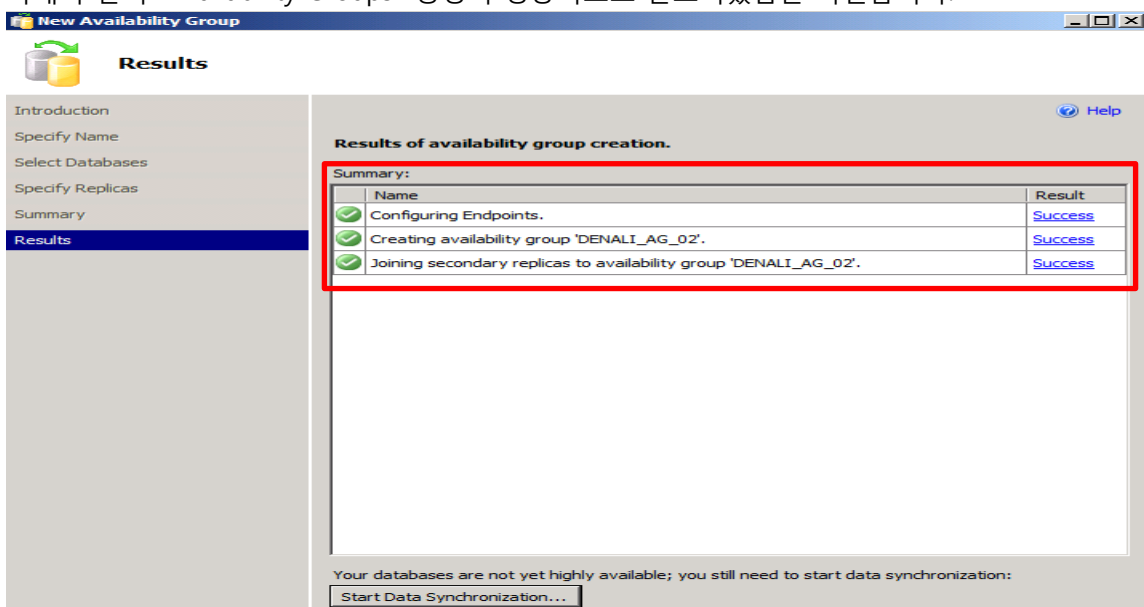 Groups
New Availability Group
Results
Introduction
Specify Name
Select Databases
Specify Replicas
Summary
Results
Help
Results of availability group creation.
Summary:
Name Result
Configuring Endpoints. Success
Creating availability group 'DENALI_AG_02'. Success
Joining secondary replicas to availability group 'DENALI_AG_02'. Success
Your databases are not yet highly available; you still need to start data synchronization:
Start Data Synchronization...